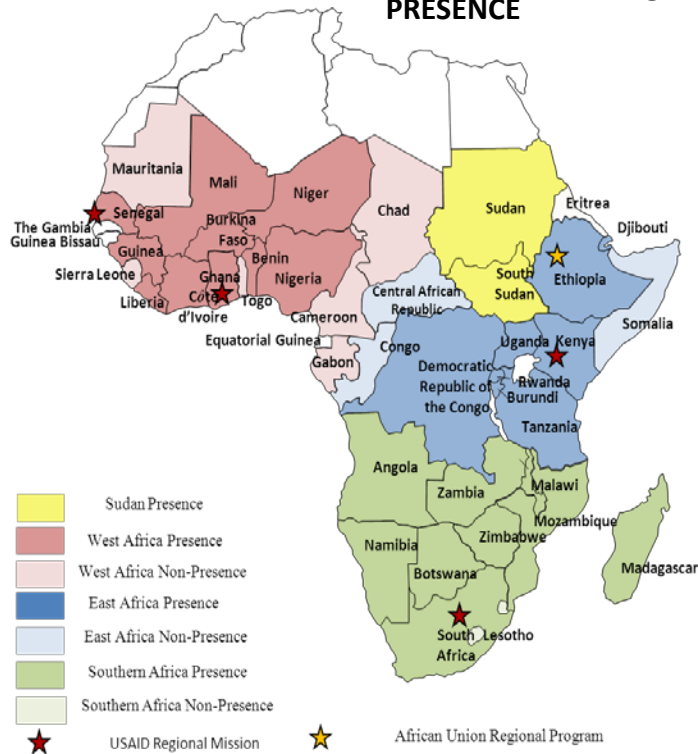 PRESENCE
Mauritania
Mali
Niger
Chad
Sudan
Eritrea
The Gambia
Senegal
Guinea Bissau
Burkina
Faso
Djibouti
Guinea
Benin
South
Sudan
Ethiopia
Sierra Leone
Ghana
Nigeria
Central African
Republic
Liberia
Côte
d'Ivoire
Togo
Cameroon
Somalia
Equatorial Guinea
Gabon
Congo
Uganda
Kenya
Democratic
Republic of
the Congo
Rwanda
Burundi
Tanzania
Angola
Zambia
Malawi
Mozambique
Zimbabwe
Namibia
Botswana
Madagascar
South
Africa
Lesotho
Sudan Presence
West Africa Presence
West Africa Non-Presence
East Africa Presence
East Africa Non-Presence
Southern Africa Presence
Southern Africa Non-Presence
USAID Regional Mission
African Union Regional Program